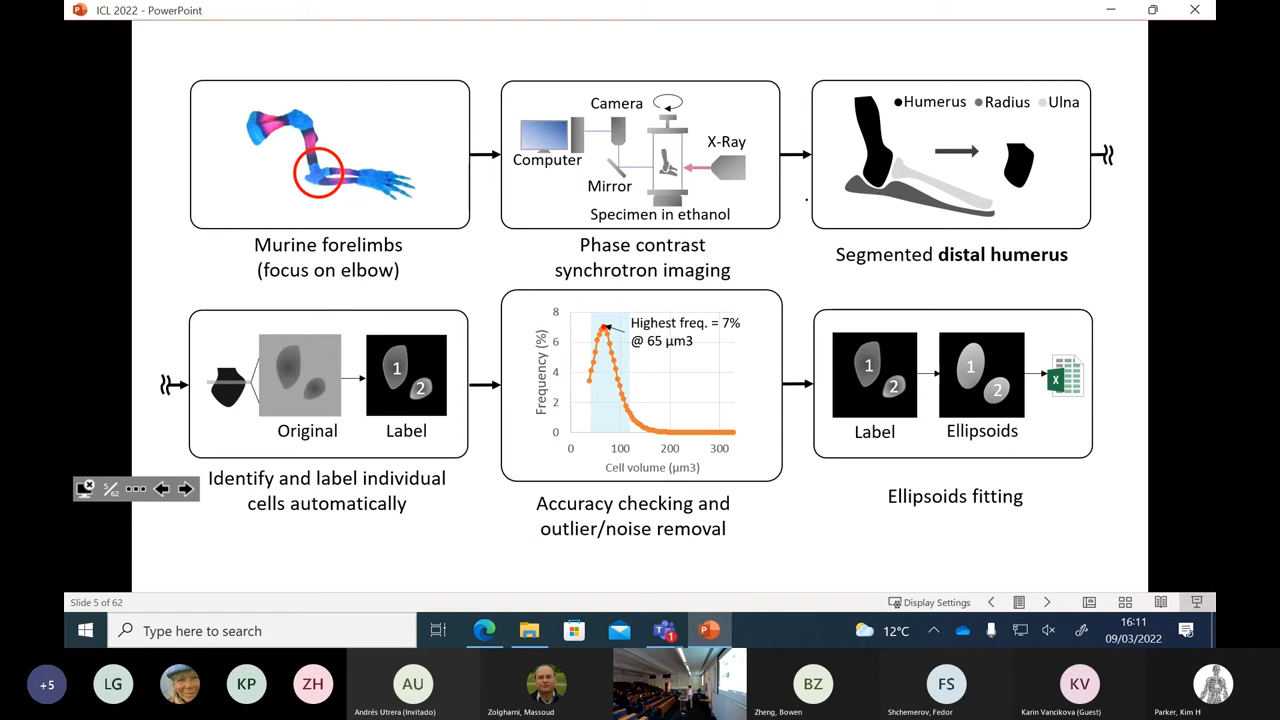 ICL 2022 - PowerPoint
Humerus Radius Ulna
Camera
X-Ray
Computer
Mirror
Specimen in ethanol
Murine forelimbs
(focus on elbow)
Phase contrast
synchrotron imaging
Segmented distal humerus
1
2
Original
Label
Identify and label individual
cells automatically
8
6
4
2
0
Frequency (%)
Highest freq. = 7%
@ 65 µm3
0 100 200 300
Cell volume (µm3)
Accuracy checking and
outlier/noise removal
1
2
1
2
X
Label
Ellipsoids
Ellipsoids fitting
5/62
Slide 5 of 62
Display Settings
Type here to search
1
12°C
16:11
09/03/2022
+5
LG
KP
ZH
AU
Andrés Utrera (Invitado)
Zolgharni, Massoud
BZ
Zheng, Bowen
FS
Shchemerov, Fedor
KV
Karin Vancikova (Guest)
Parker, Kim H